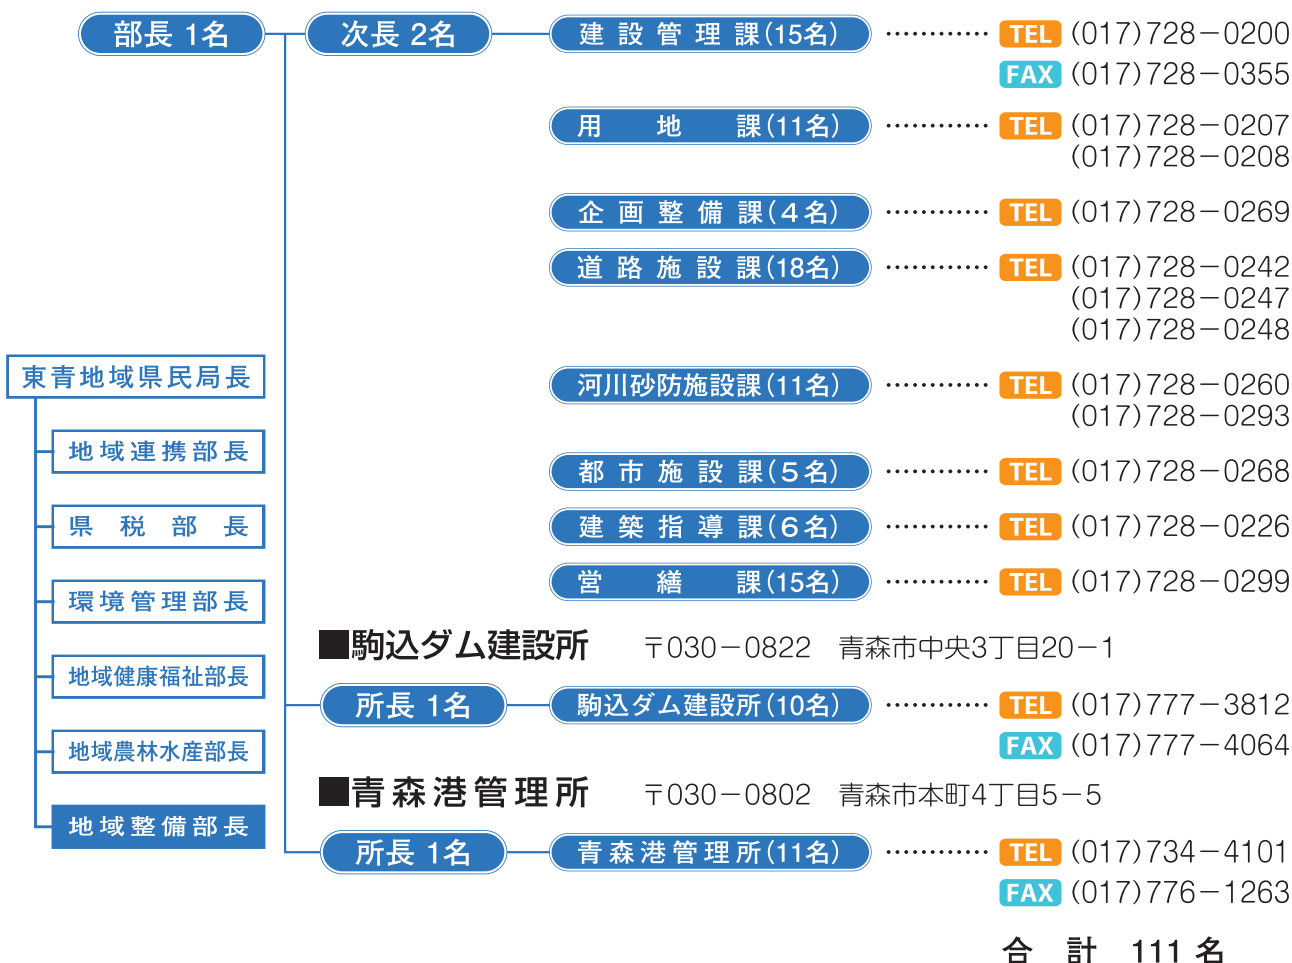 部長 1名 次長 2名 建設管理課(15名) ………… TEL (017)728−0200
FAX (017)728−0355
用地課(11名) ………… TEL (017)728−0207
(017)728−0208
企画整備課(4名) ………… TEL (017)728−0269
道路施設課(18名) ………… TEL (017)728−0242
(017)728−0247
(017)728−0248
河川砂防施設課(11名) ………… TEL (017)728−0260
(017)728−0293
都市施設課(5名) ………… TEL (017)728−0268
建築指導課(6名) ………… TEL (017)728−0226
営繕課(15名) ………… TEL (017)728−0299
東青地域県民局長
地域連携部長
県税部長
環境管理部長
地域健康福祉部長
地域農林水産部長
地域整備部長
■駒込ダム建設所 〒030−0822 青森市中央3丁目20−1
所長 1名 駒込ダム建設所(10名) ………… TEL (017)777−3812
FAX (017)777−4064
■青森港管理所 〒030−0802 青森市本町4丁目5−5
所長 1名 青森港管理所(11名) ………… TEL (017)734−4101
FAX (017)776−1263
合計 111名